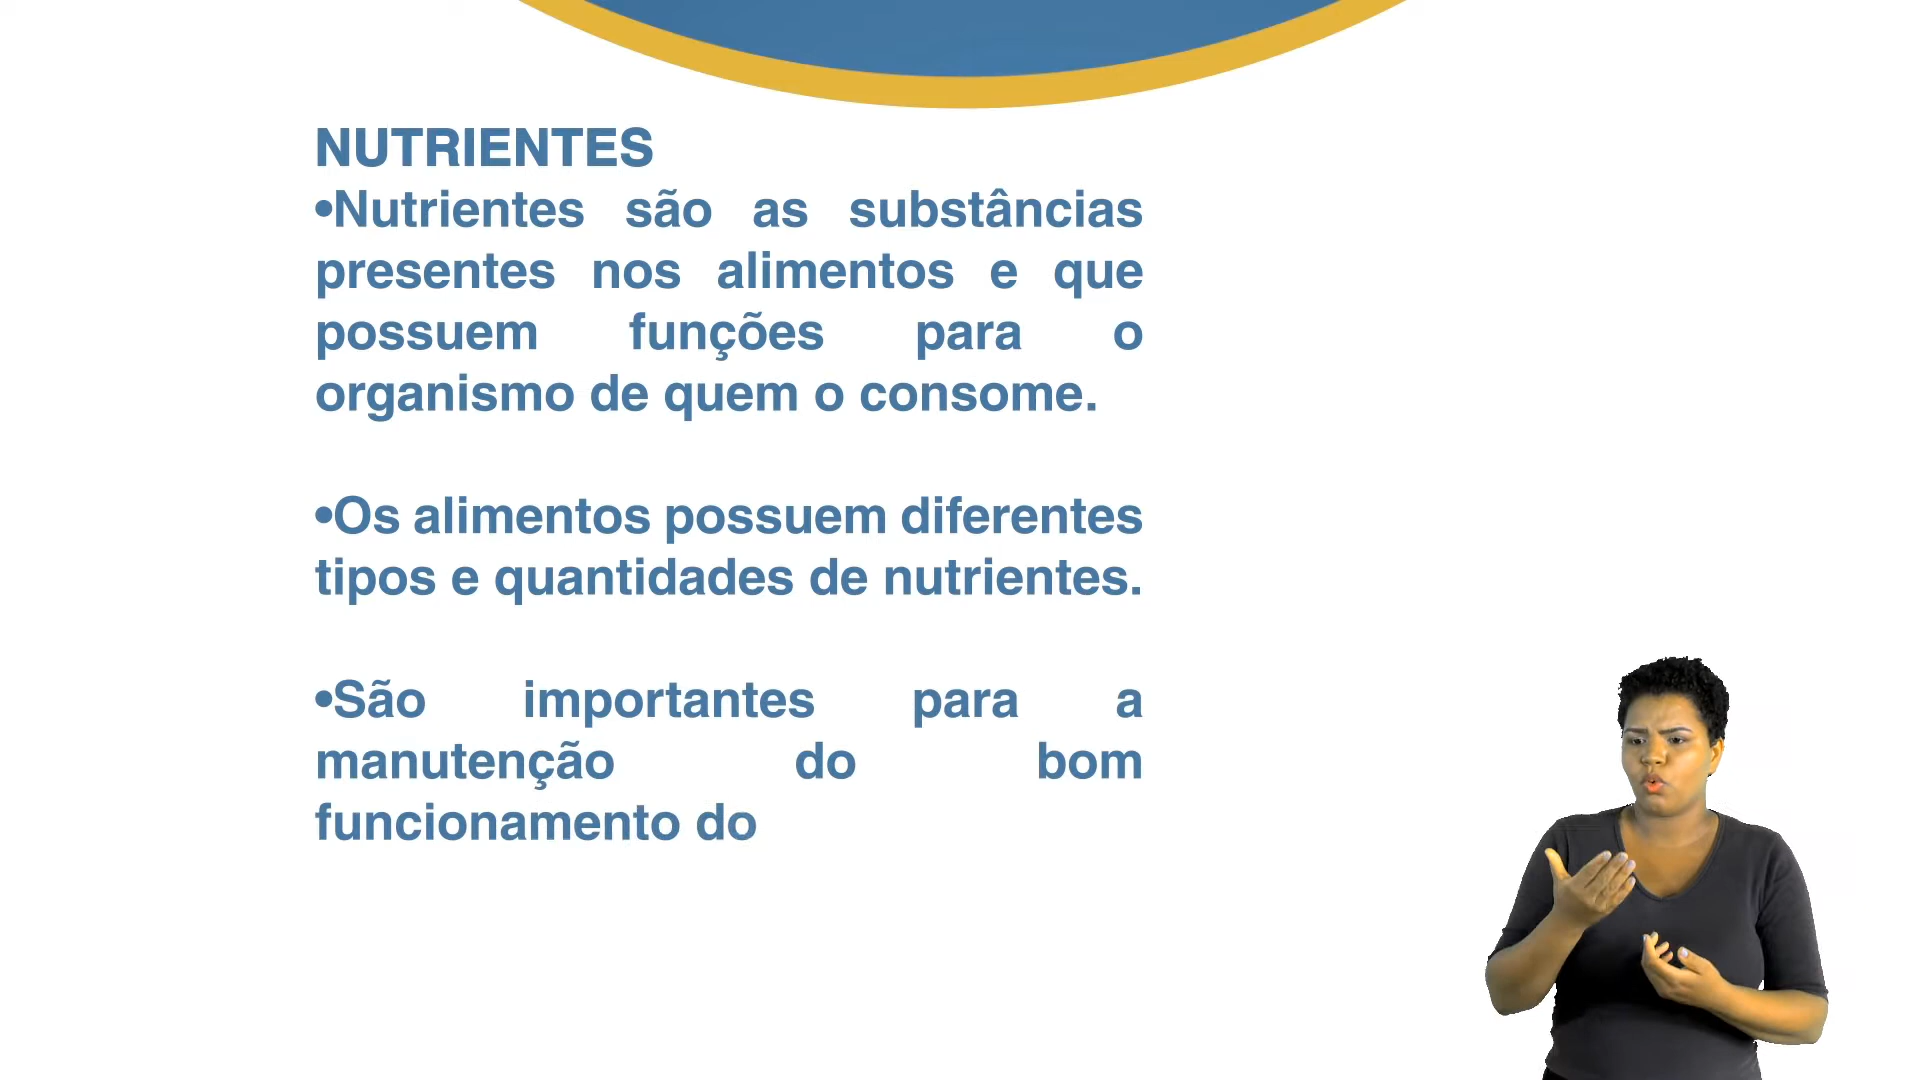 NUTRIENTES
•Nutrientes são as substâncias
presentes nos alimentos e que
possuem funções para o
organismo de quem o consome.
•Os alimentos possuem diferentes
tipos e quantidades de nutrientes.
•São importantes para a
manutenção do bom
funcionamento do